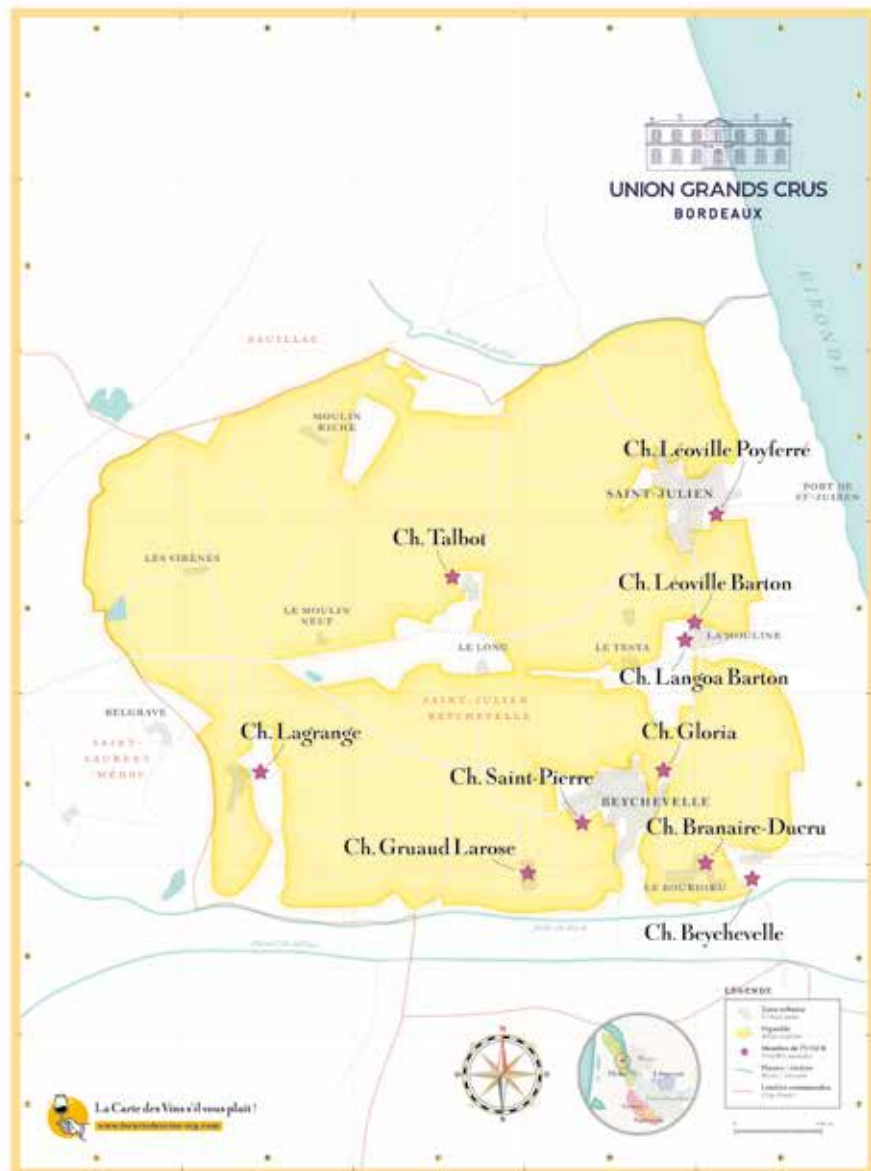 UNION GRANDS CRUS
BORDEAUX
GIRONDE
PAUILLAC
MOULIN
RICHE
Ch. Léoville Poyferré
SAINT-JULIEN
PORT DE
ST-JULIEN
Ch. Talbot
LES SIRÈNES
Ch. Léoville Barton
LE MOULIN
NEUF
LE LONG
LE TESTA
LA MOULINE
Ch. Langoa Barton
SAINT-JULIEN
BEYCHEVELLE
BELGRAVE
SAINT-
LAURENT
MÉDOC
Ch. Lagrange
Ch. Gloria
Ch. Saint-Pierre
BEYCHEVELLE
Ch. Branaire-Ducru
Ch. Gruaud Larose
LE BOURDIEU
Ch. Beychevelle
LÉGENDE
Vignoble
La Carte des Vins s'il vous plait !